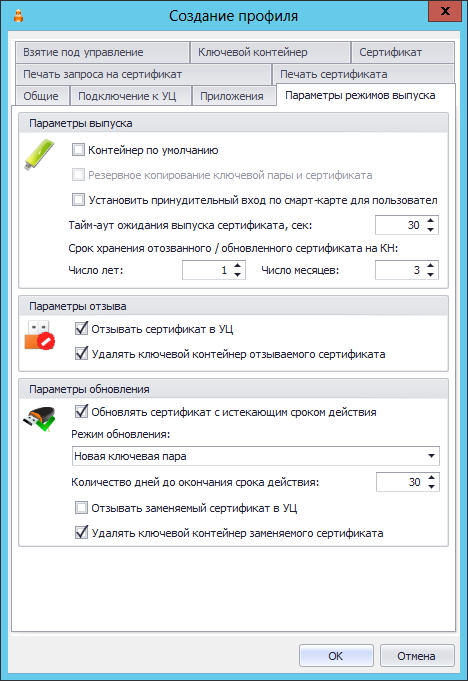 Создание профиля
Взятие под управление
Ключевой контейнер
Сертификат
Печать запроса на сертификат
Печать сертификата
Общие
Подключение к УЦ
Приложения
Параметры режимов выпуска
Параметры выпуска
Контейнер по умолчанию
Резервное копирование ключевой пары и сертификата
Установить принудительный вход по смарт-карте для пользовател
Тайм-аут ожидания выпуска сертификата, сек: 30
Срок хранения отозванного / обновленного сертификата на КН:
Число лет: 1 Число месяцев: 3
Параметры отзыва
Отзывать сертификат в УЦ
Удалять ключевой контейнер отзываемого сертификата
Параметры обновления
Обновлять сертификат с истекающим сроком действия
Режим обновления:
Новая ключевая пара
Количество дней до окончания срока действия: 30
Отзывать заменяемый сертификат в УЦ
Удалять ключевой контейнер заменяемого сертификата
OK
Отмена